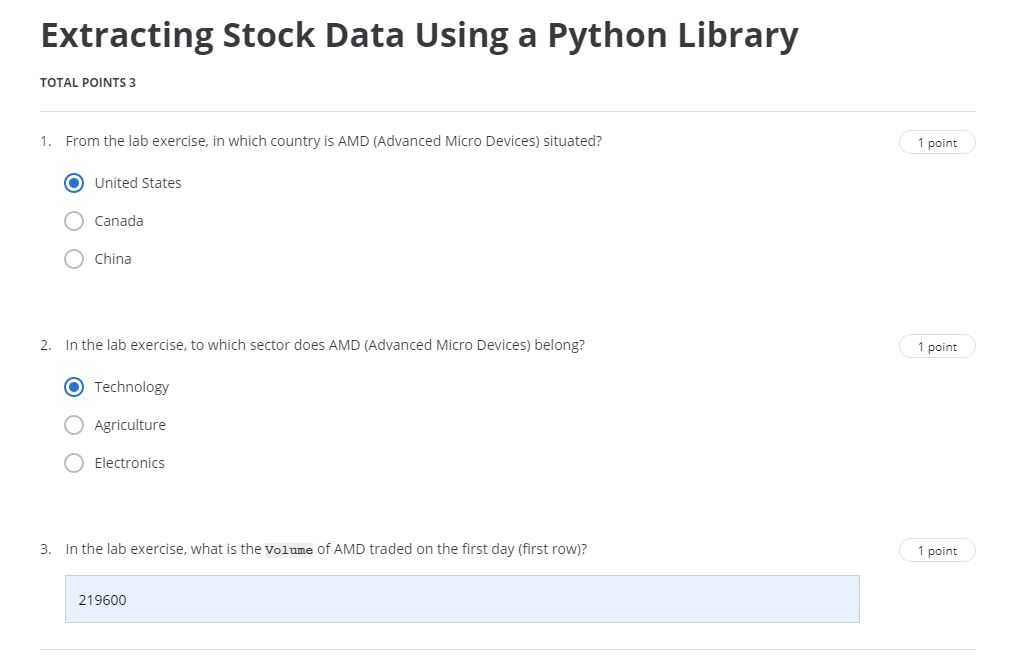 Extracting Stock Data Using a Python Library
TOTAL POINTS 3
1. From the lab exercise, in which country is AMD (Advanced Micro Devices) situated?
1 point
United States
Canada
China
2. In the lab exercise, to which sector does AMD (Advanced Micro Devices) belong?
1 point
Technology
Agriculture
Electronics
3. In the lab exercise, what is the Volume of AMD traded on the first day (first row)?
1 point
219600